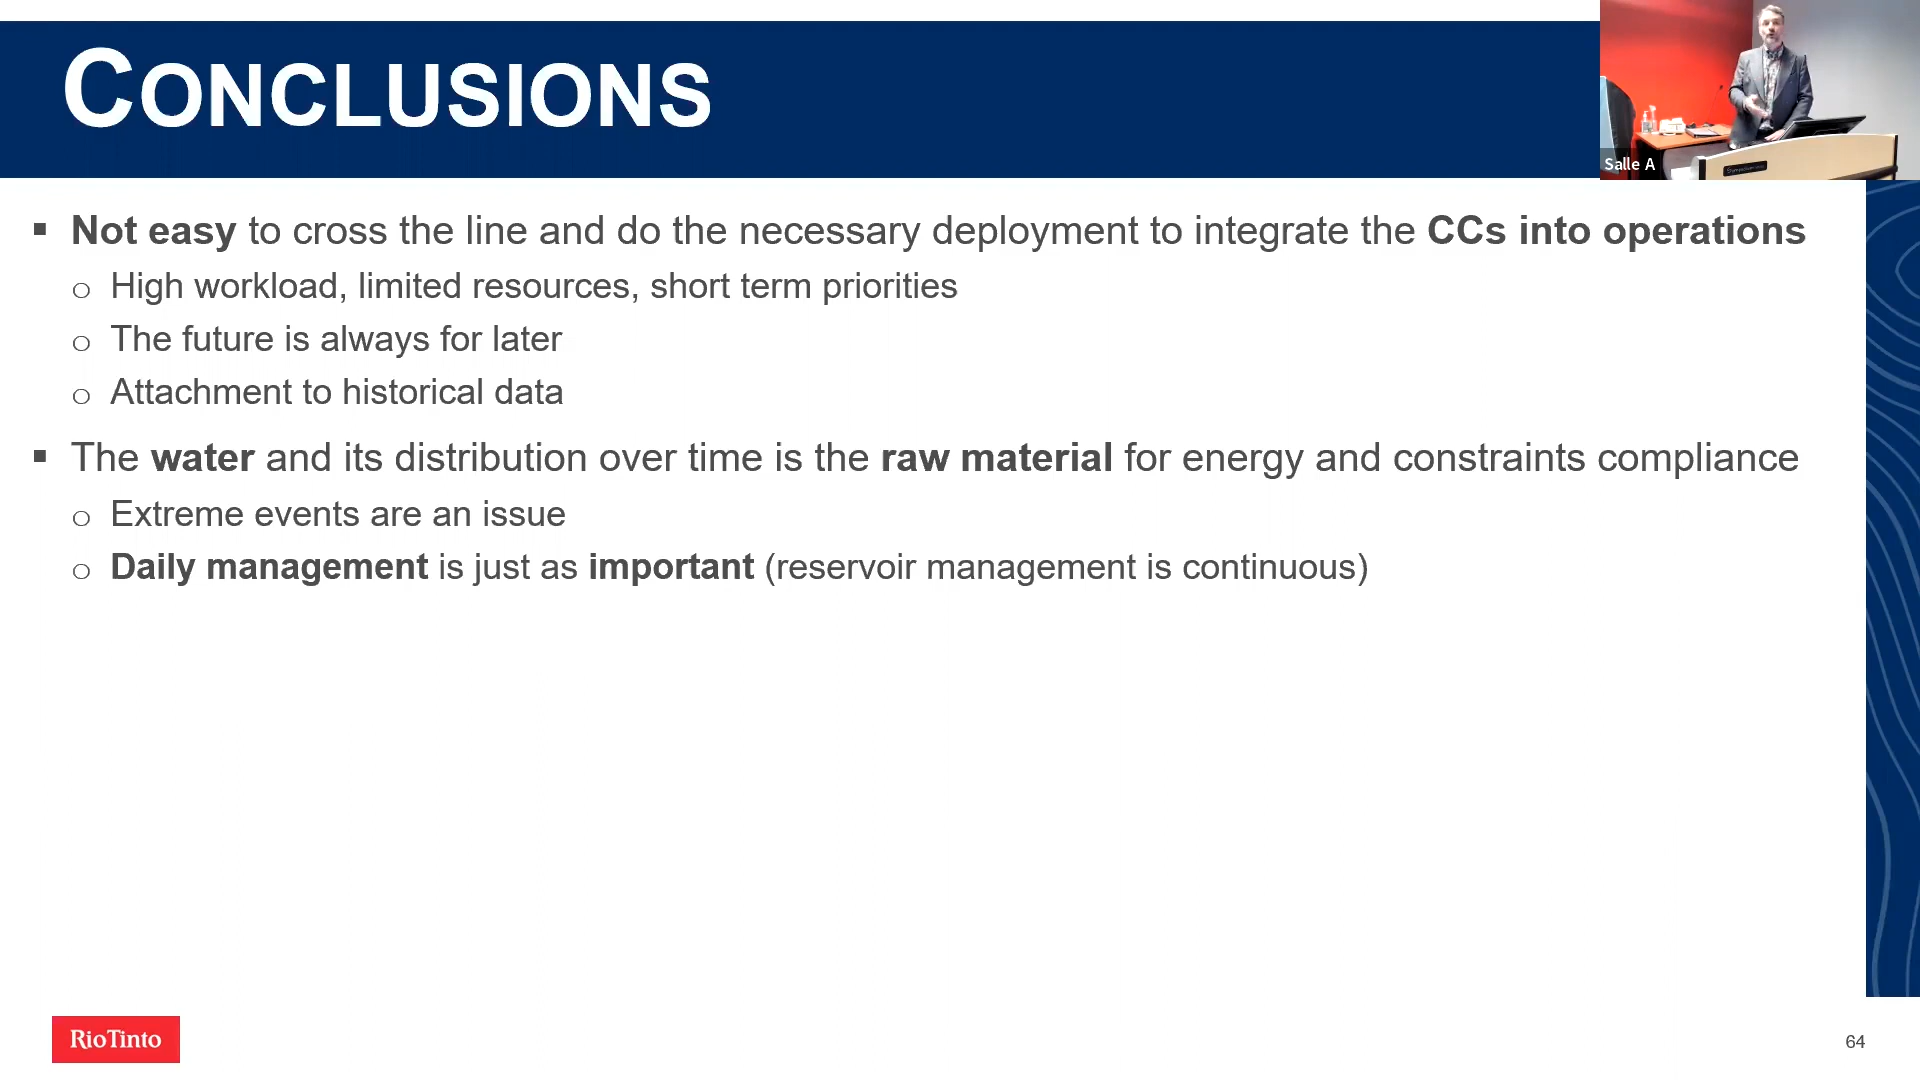 CONCLUSIONS
Salle A
▪ Not easy to cross the line and do the necessary deployment to integrate the CCs into operations
o High workload, limited resources, short term priorities
o The future is always for later
o Attachment to historical data
▪ The water and its distribution over time is the raw material for energy and constraints compliance
o Extreme events are an issue
o Daily management is just as important (reservoir management is continuous)
RioTinto
64